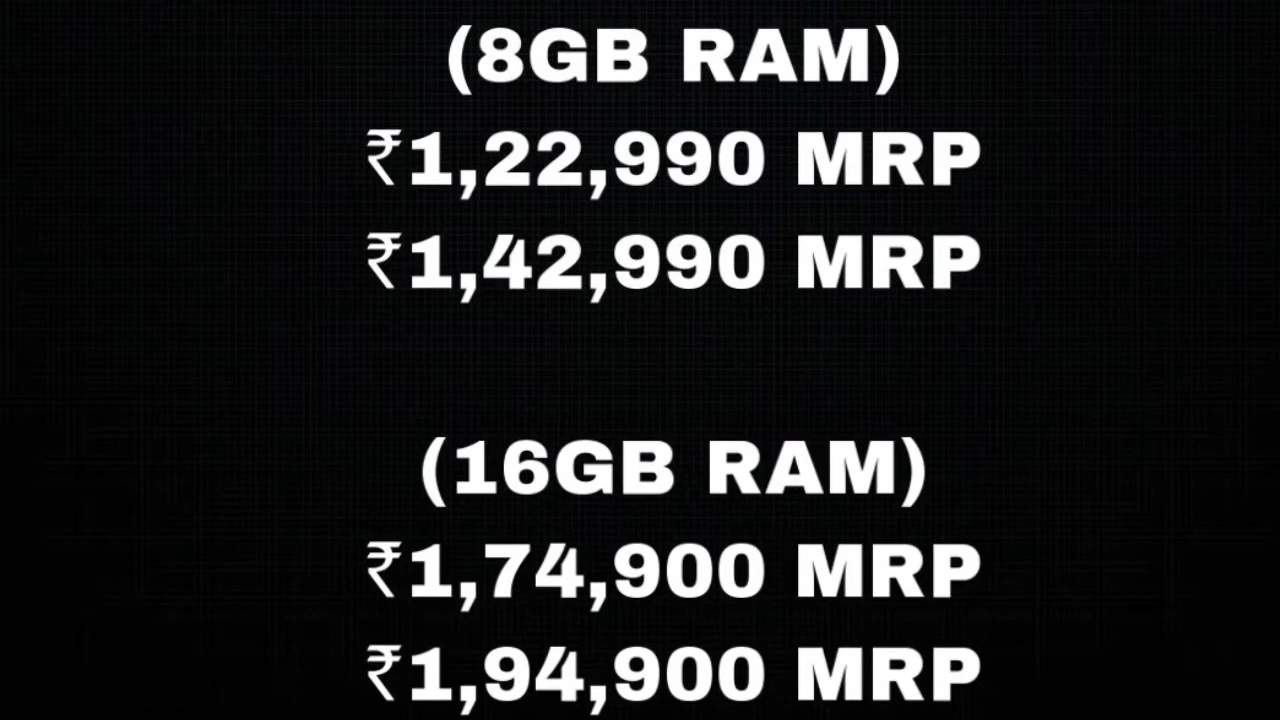 (8GB RAM)
₹1,22,990 MRP
₹1,42,990 MRP
(16GB RAM)
₹1,74,900 MRP
₹1,94,900 MRP